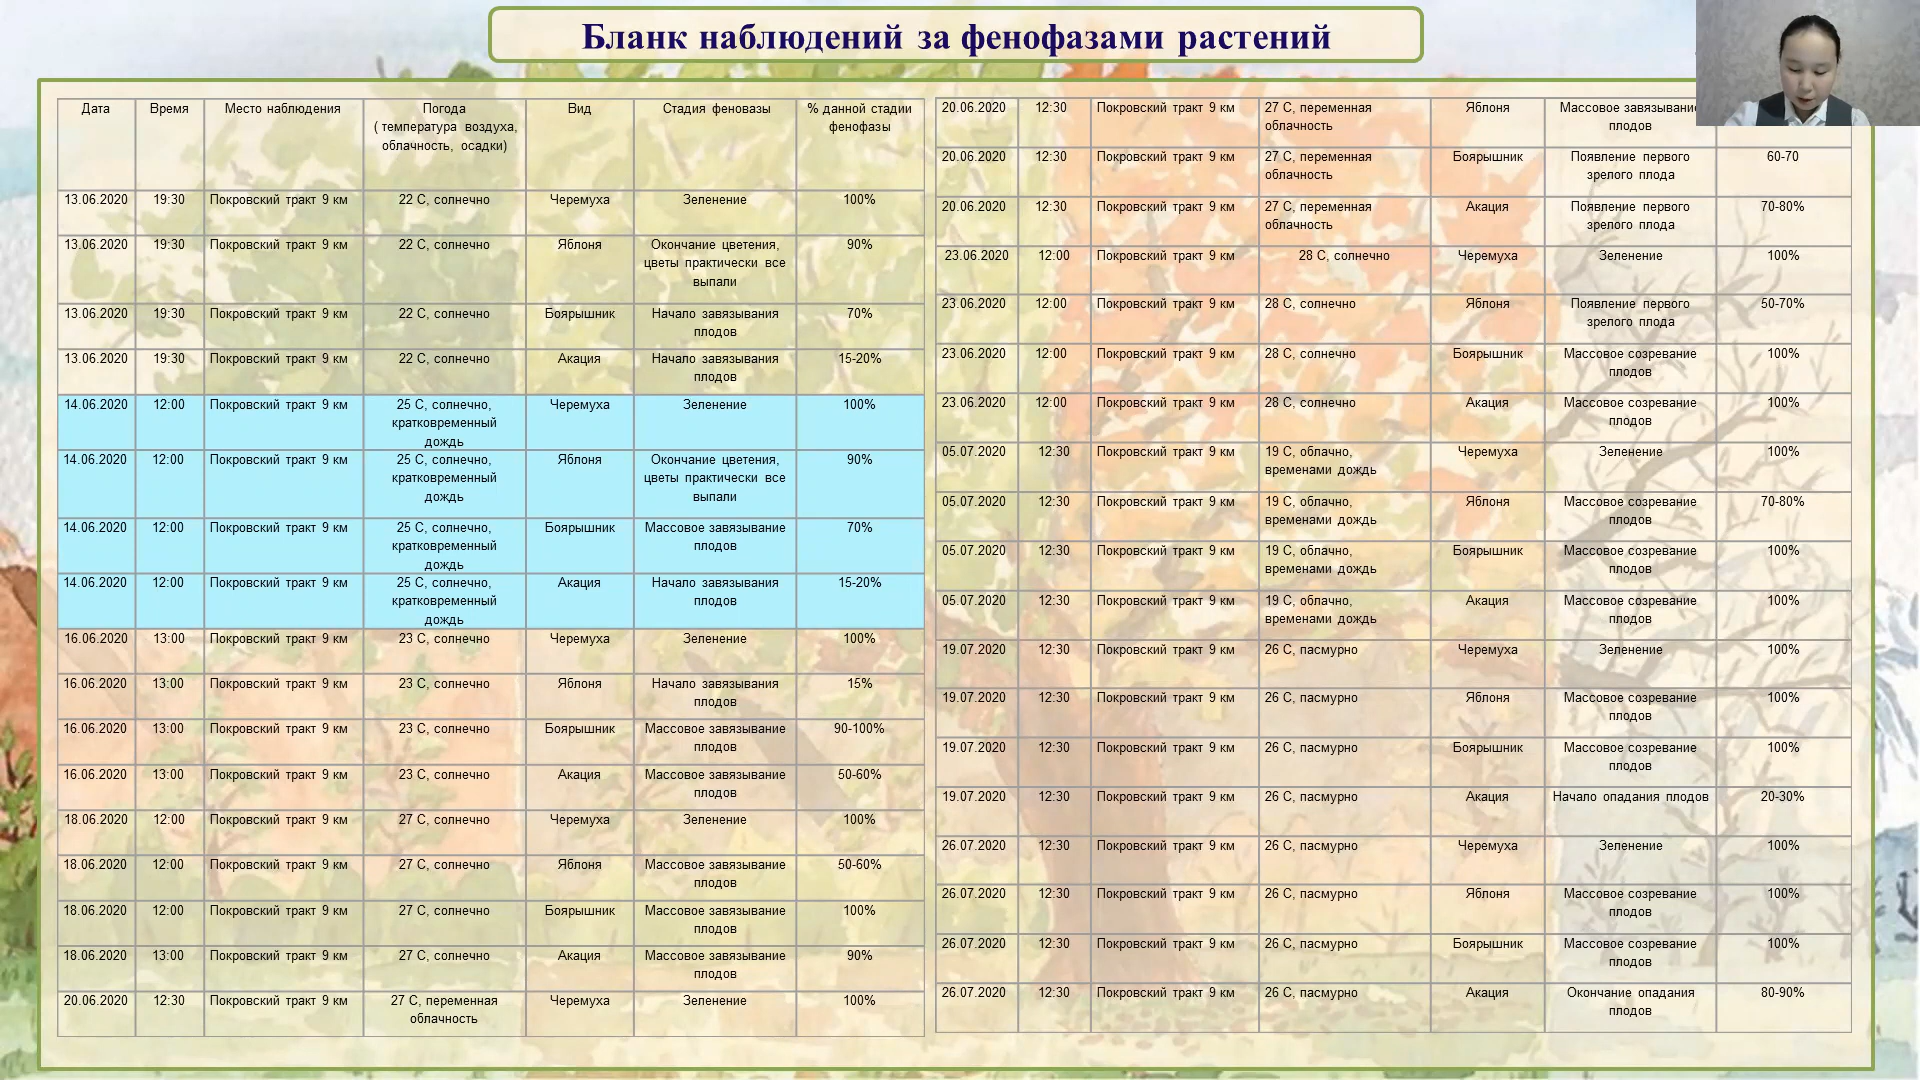 Бланк наблюдений за фенофазами растений
Дата Время Место наблюдения Погода Вид Стадия феновазы % данной стадии
( температура воздуха, фенофазы
облачность, осадки)
13.06.2020 19:30 Покровский тракт 9 км 22 С, солнечно Черемуха Зеленение 100%
13.06.2020 19:30 Покровский тракт 9 км 22 С, солнечно Яблоня Окончание цветения, 90%
цветы практически все
выпали
13.06.2020 19:30 Покровский тракт 9 км 22 С, солнечно Боярышник Начало завязывания 70%
плодов
13.06.2020 19:30 Покровский тракт 9 км 22 С, солнечно Акация Начало завязывания 15-20%
плодов
14.06.2020 12:00 Покровский тракт 9 км 25 С, солнечно, Черемуха Зеленение 100%
кратковременный
дождь
14.06.2020 12:00 Покровский тракт 9 км 25 С, солнечно, Яблоня Окончание цветения, 90%
кратковременный цветы практически все
дождь выпали
14.06.2020 12:00 Покровский тракт 9 км 25 С, солнечно, Боярышник Массовое завязывание 70%
кратковременный плодов
дождь
14.06.2020 12:00 Покровский тракт 9 км 25 С, солнечно, Акация Начало завязывания 15-20%
кратковременный плодов
дождь
16.06.2020 13:00 Покровский тракт 9 км 23 С, солнечно Черемуха Зеленение 100%
16.06.2020 13:00 Покровский тракт 9 км 23 С, солнечно Яблоня Начало завязывания 15%
плодов
16.06.2020 13:00 Покровский тракт 9 км 23 С, солнечно Боярышник Массовое завязывание 90-100%
плодов
16.06.2020 13:00 Покровский тракт 9 км 23 С, солнечно Акация Массовое завязывание 50-60%
плодов
18.06.2020 12:00 Покровский тракт 9 км 27 С, солнечно Черемуха Зеленение 100%
18.06.2020 12:00 Покровский тракт 9 км 27 С, солнечно Яблоня Массовое завязывание 50-60%
плодов
18.06.2020 12:00 Покровский тракт 9 км 27 С, солнечно Боярышник Массовое завязывание 100%
плодов
18.06.2020 13:00 Покровский тракт 9 км 27 С, солнечно Акация Массовое завязывание 90%
плодов
20.06.2020 12:30 Покровский тракт 9 км 27 С, переменная Черемуха Зеленение 100%
облачность
20.06.2020 12:30 Покровский тракт 9 км 27 С, переменная Яблоня Массовое завязывание
облачность плодов
20.06.2020 12:30 Покровский тракт 9 км 27 С, переменная Боярышник Появление первого 60-70
облачность зрелого плода
20.06.2020 12:30 Покровский тракт 9 км 27 С, переменная Акация Появление первого 70-80%
облачность зрелого плода
23.06.2020 12:00 Покровский тракт 9 км 28 С, солнечно Черемуха Зеленение 100%
23.06.2020 12:00 Покровский тракт 9 км 28 С, солнечно Яблоня Появление первого 50-70%
зрелого плода
23.06.2020 12:00 Покровский тракт 9 км 28 С, солнечно Боярышник Массовое созревание 100%
плодов
23.06.2020 12:00 Покровский тракт 9 км 28 С, солнечно Акация Массовое созревание 100%
плодов
05.07.2020 12:30 Покровский тракт 9 км 19 С, облачно, Черемуха Зеленение 100%
временами дождь
05.07.2020 12:30 Покровский тракт 9 км 19 С, облачно, Яблоня Массовое созревание 70-80%
временами дождь плодов
05.07.2020 12:30 Покровский тракт 9 км 19 С, облачно, Боярышник Массовое созревание 100%
временами дождь плодов
05.07.2020 12:30 Покровский тракт 9 км 19 С, облачно, Акация Массовое созревание 100%
временами дождь плодов
19.07.2020 12:30 Покровский тракт 9 км 26 С, пасмурно Черемуха Зеленение 100%
19.07.2020 12:30 Покровский тракт 9 км 26 С, пасмурно Яблоня Массовое созревание 100%
плодов
19.07.2020 12:30 Покровский тракт 9 км 26 С, пасмурно Боярышник Массовое созревание 100%
плодов
19.07.2020 12:30 Покровский тракт 9 км 26 С, пасмурно Акация Начало опадания плодов 20-30%
26.07.2020 12:30 Покровский тракт 9 км 26 С, пасмурно Черемуха Зеленение 100%
26.07.2020 12:30 Покровский тракт 9 км 26 С, пасмурно Яблоня Массовое созревание 100%
плодов
26.07.2020 12:30 Покровский тракт 9 км 26 С, пасмурно Боярышник Массовое созревание 100%
плодов
26.07.2020 12:30 Покровский тракт 9 км 26 С, пасмурно Акация Окончание опадания 80-90%
плодов